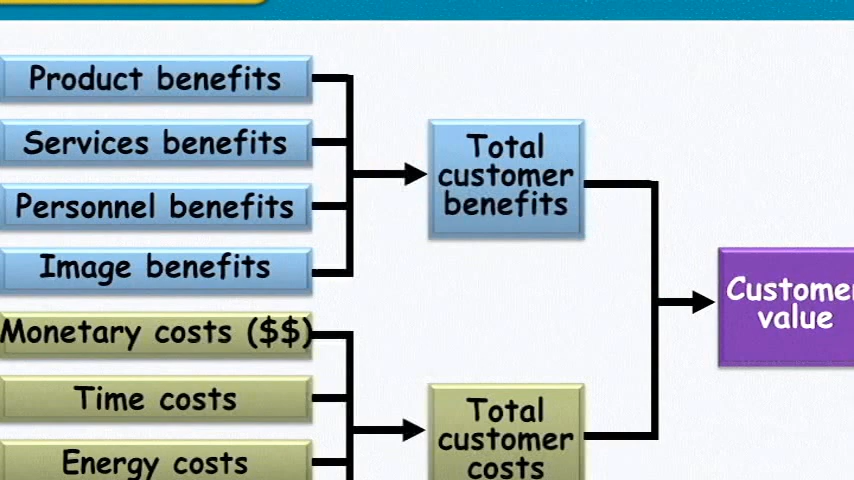 Product benefits
Services benefits
Personnel benefits
Image benefits
Monetary costs ($$)
Time costs
Energy costs
Total
customer
benefits
Total
customer
costs
Customer
value